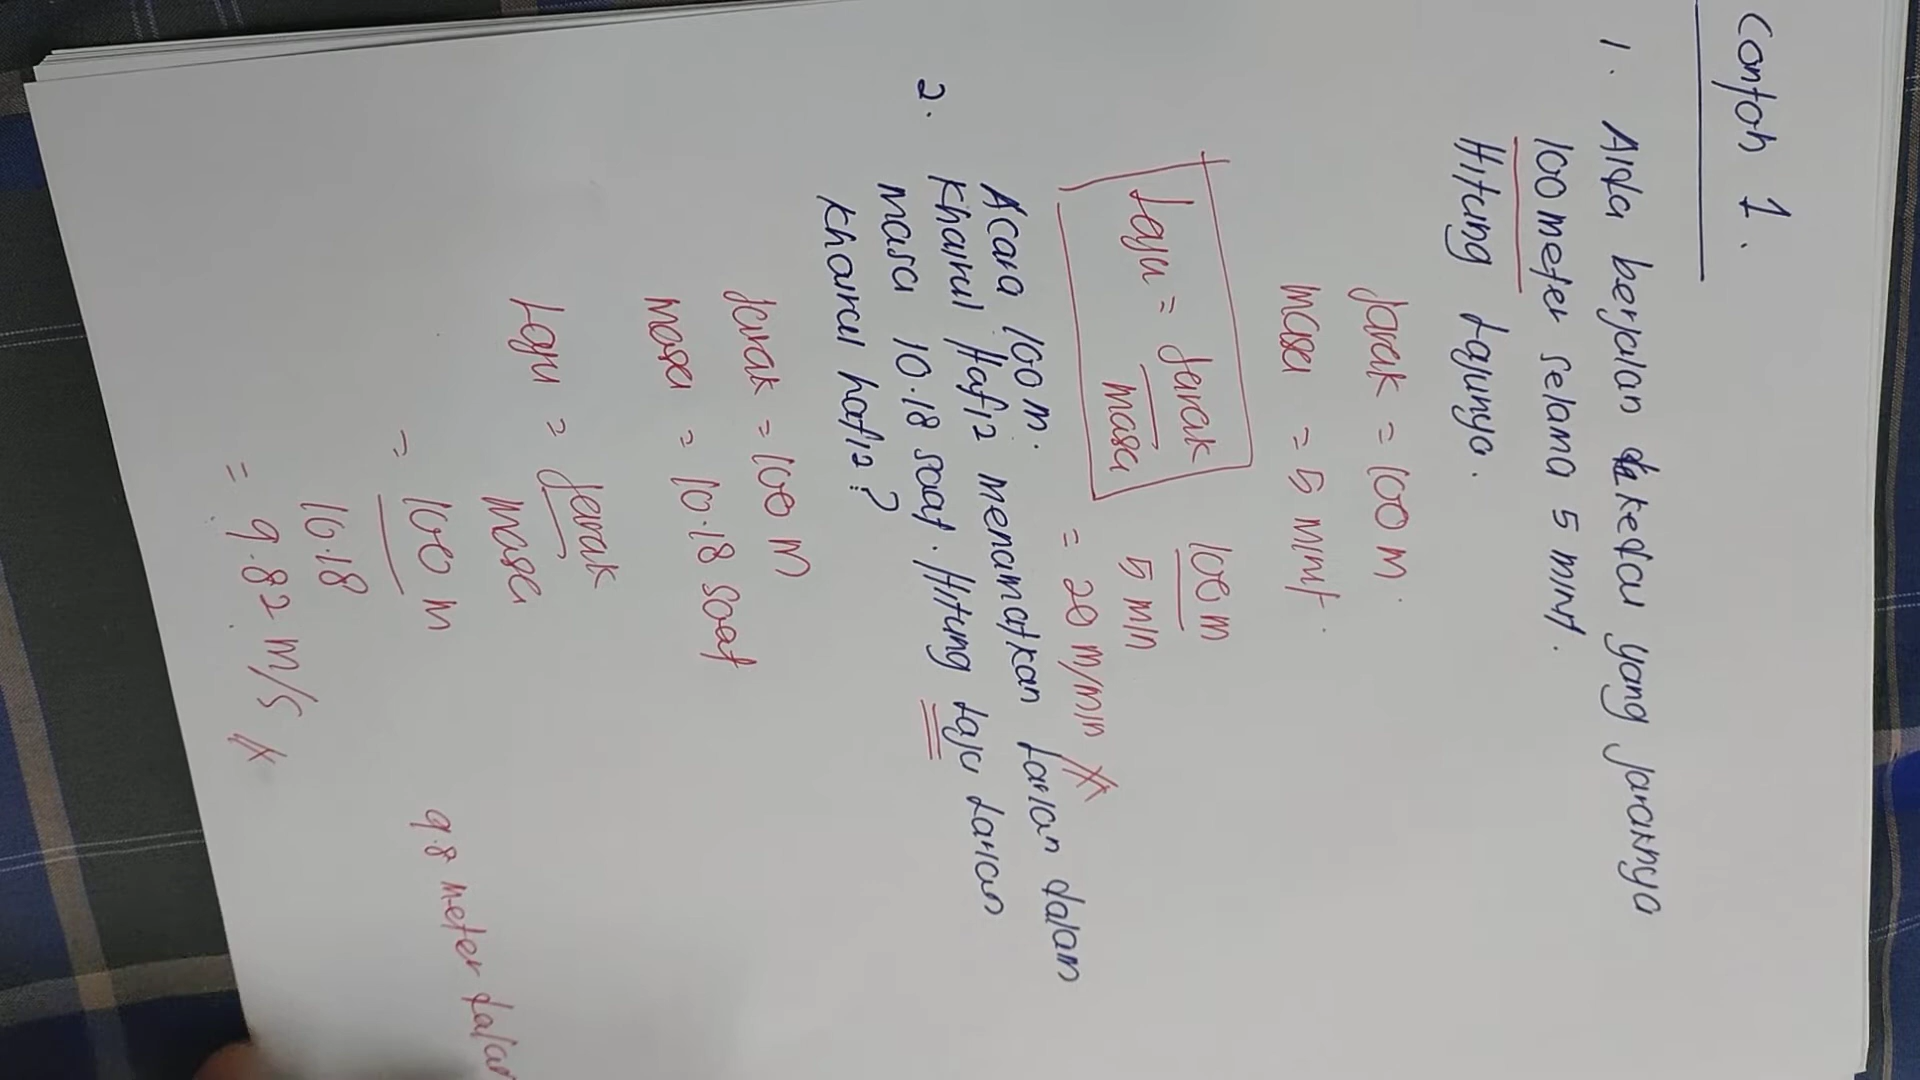 Contoh 1.
1. Aida berjalan ke kedai yang jaraknya
100 meter selama 5 minit.
Hitung Lajunya.
Jarak = 100 m.
masa = 5 minit.
Laju = Jarak
masa
100 m
5 min
= 20 m/min
2. Acara 100 m.
Khairul Hafiz menamatkan larian dalam
masa 10.18 saat. Hitung Laju Larian
Khairul hafiz?
Jarak = 100 m
masa = 10.18 saat
Laju = Jarak
masa
= 100 m
10.18
= 9.82 m/s
9.8 meter dalam